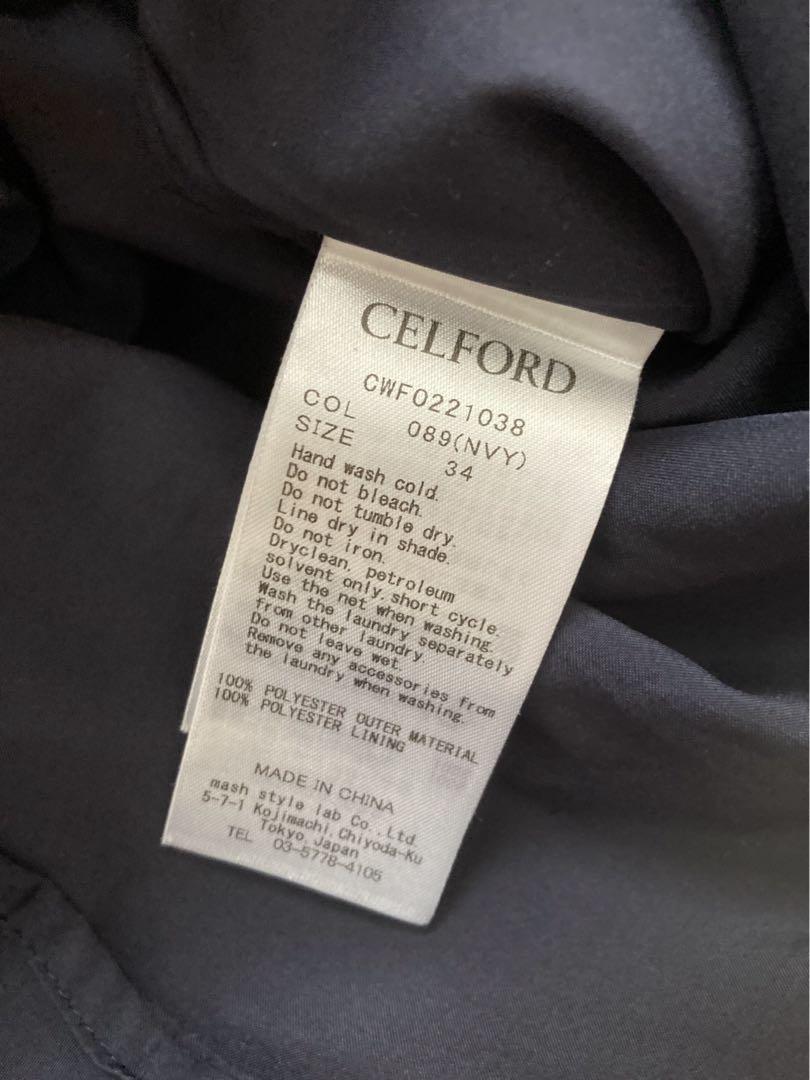 CELFORD
CWF0221038
COL 089(NVY)
SIZE 34
Hand wash cold.
Do not bleach.
Do not tumble dry.
Line dry in shade.
Do not iron.
Dryclean, petroleum
solvent only.short cycle.
Use the net when washing.
Wash the laundry separately
from other laundry.
Do not leave wet.
Remove any accessories from
the laundry when washing.
100% POLYESTER OUTER MATERIAL
100% POLYESTER LINING
MADE IN CHINA
mash style lab Co.,Ltd.
5-7-1 Kojimachi,Chiyoda-Ku
Tokyo Japan
TEL 03-5778-4105